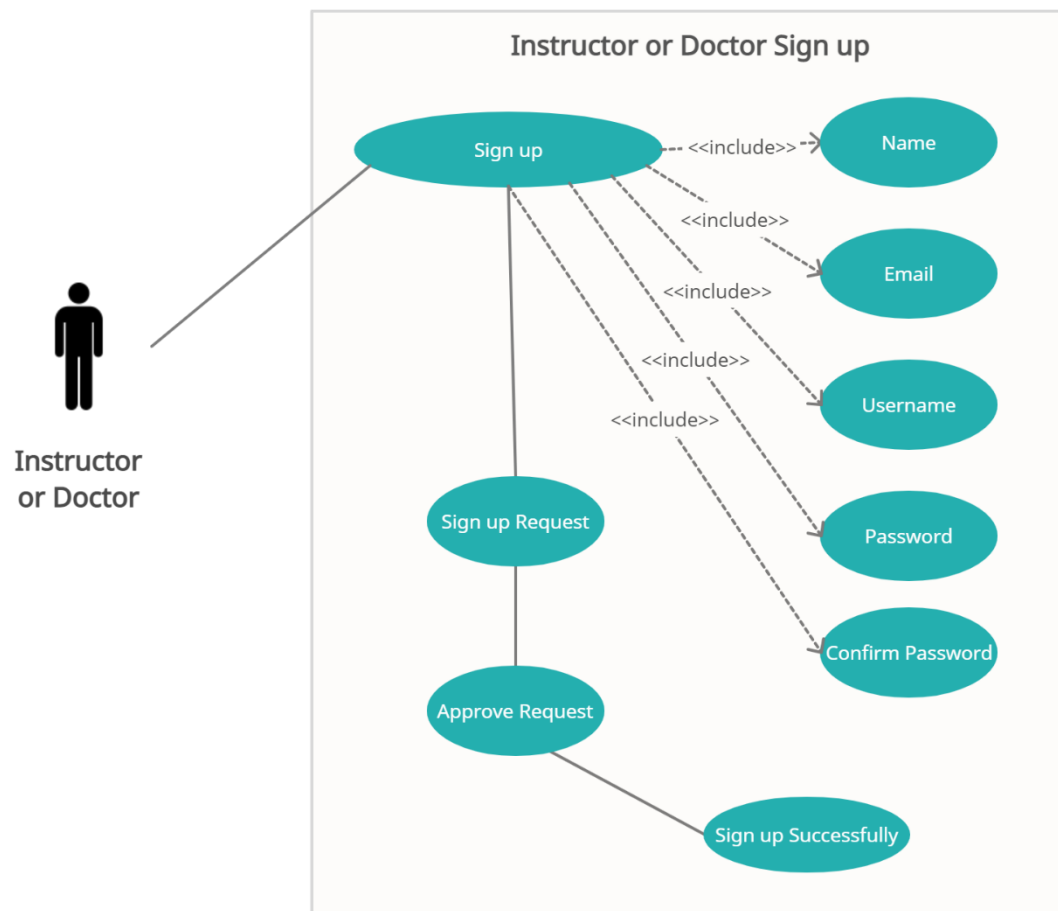 Instructor or Doctor Sign up
Sign up
<<include>>
Name
<<include>>
Email
<<include>>
Username
<<include>>
Password
<<include>>
Confirm Password
Instructor
or Doctor
Sign up Request
Approve Request
Sign up Successfully